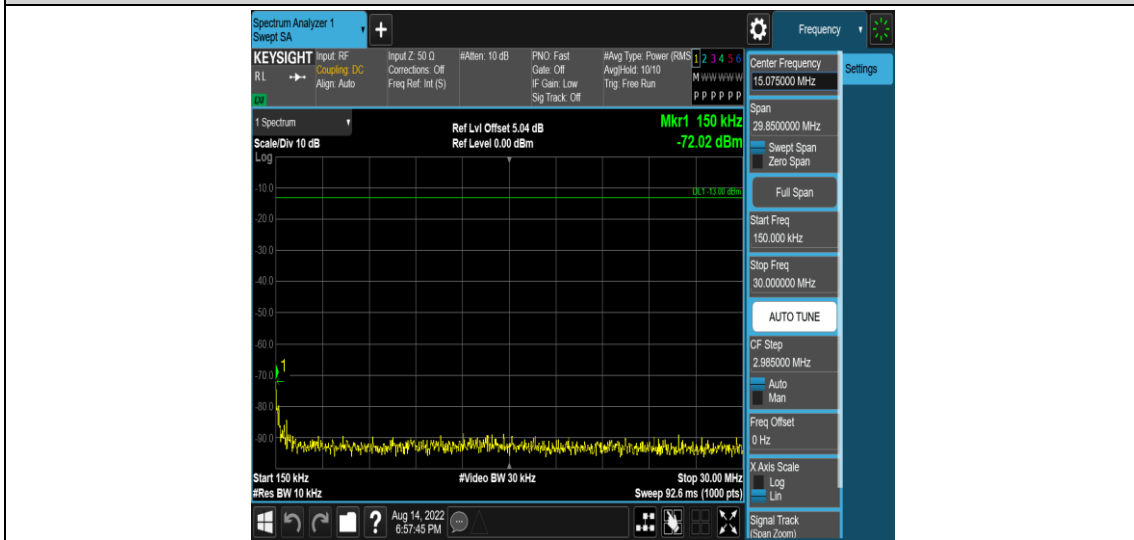 Spectrum Analyzer 1
Swept SA
+
Frequency
KEYSIGHT
RL
Input: RF
Coupling: DC
Align: Auto
Input Z: 50 Ω
Corrections: Off
Freq Ref: Int (S)
#Atten: 10 dB
PNO: Fast
Gate: Off
IF Gain: Low
Sig Track: Off
#Avg Type: Power (RMS
Avg|Hold: 10/10
Trig: Free Run
1 2 3 4 5 6
M W W W W W
P P P P P P
1 Spectrum
Scale/Div 10 dB
Log
Ref Lvl Offset 5.04 dB
Ref Level 0.00 dBm
Mkr1 150 kHz
-72.02 dBm
DL1 -13.00 dBm
-10.0
-20.0
-30.0
-40.0
-50.0
-60.0
-70.0
-80.0
-90.0
1
Start 150 kHz
#Res BW 10 kHz
#Video BW 30 kHz
Stop 30.00 MHz
Sweep 92.6 ms (1000 pts)
Aug 14, 2022
6:57:45 PM
?
Center Frequency
15.075000 MHz
Settings
Span
29.8500000 MHz
Swept Span
Zero Span
Full Span
Start Freq
150.000 kHz
Stop Freq
30.000000 MHz
AUTO TUNE
CF Step
2.985000 MHz
Auto
Man
Freq Offset
0 Hz
X Axis Scale
Log
Lin
Signal Track
(Span Zoom)